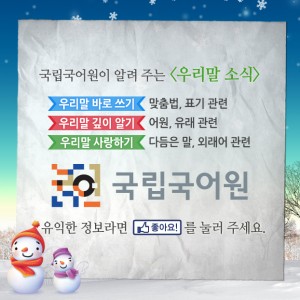 국립국어원이 알려 주는 〈우리말 소식〉
우리말 바로 쓰기 맞춤법, 표기 관련
우리말 깊이 알기 어원, 유래 관련
우리말 사랑하기 다듬은 말, 외래어 관련
국립국어원
유익한 정보라면 좋아요! 를 눌러 주세요.